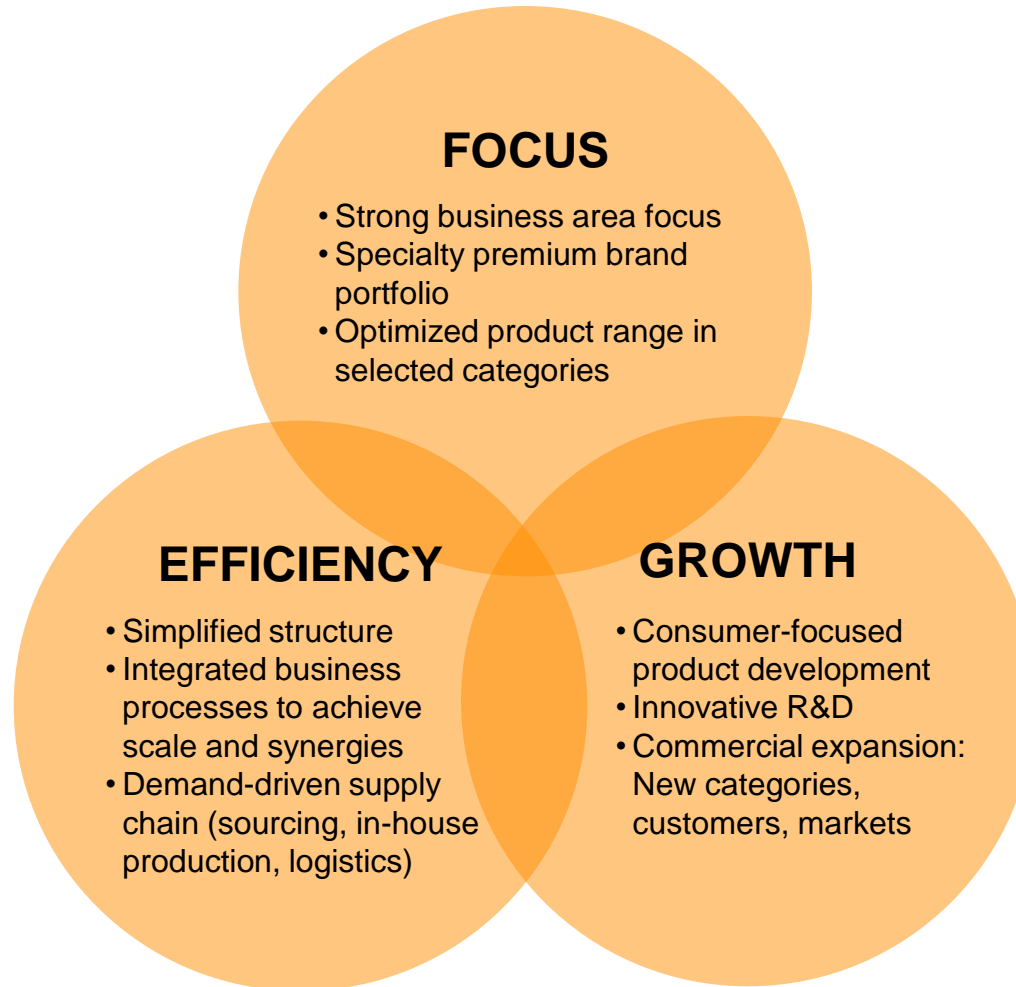 FOCUS
• Strong business area focus
• Specialty premium brand
portfolio
• Optimized product range in
selected categories
EFFICIENCY
• Simplified structure
• Integrated business
processes to achieve
scale and synergies
• Demand-driven supply
chain (sourcing, in-house
production, logistics)
GROWTH
• Consumer-focused
product development
• Innovative R&D
• Commercial expansion:
New categories,
customers, markets